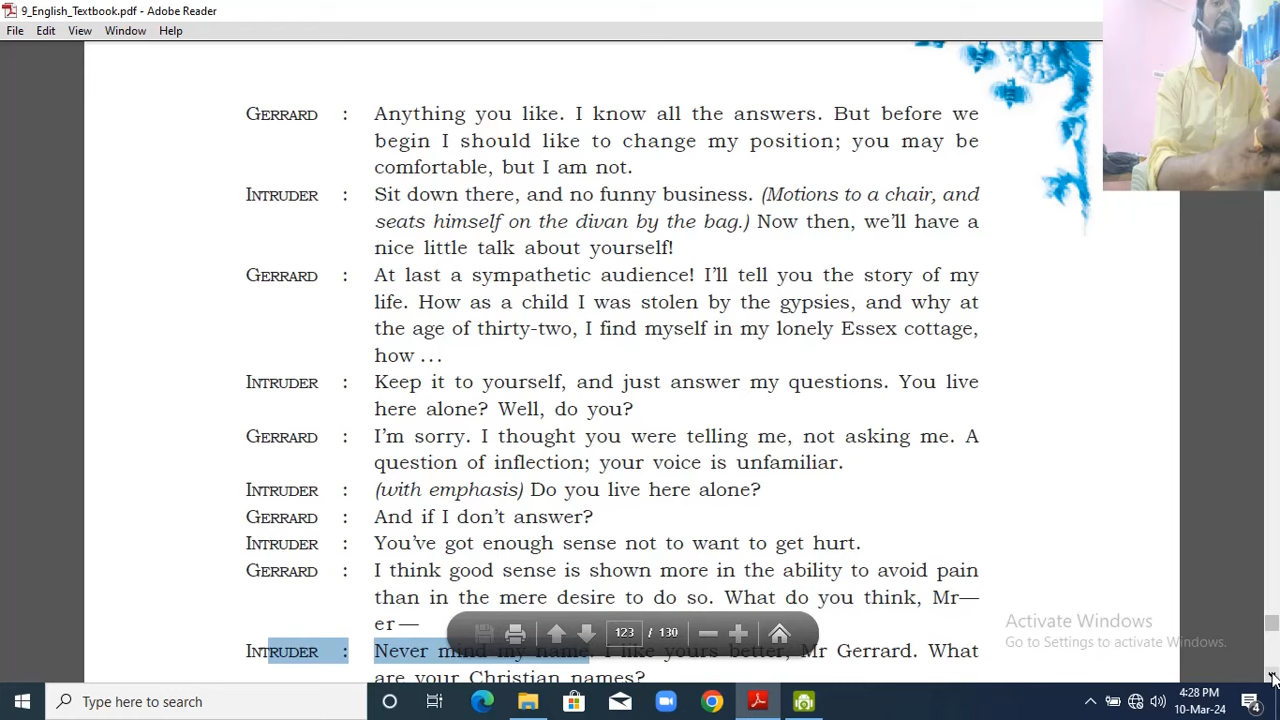 9_English_Textbook.pdf - Adobe Reader
File Edit View Window Help
GERRARD : Anything you like. I know all the answers. But before we
begin I should like to change my position; you may be
comfortable, but I am not.
INTRUDER : Sit down there, and no funny business. (Motions to a chair, and
seats himself on the divan by the bag.) Now then, we'll have a
nice little talk about yourself!
GERRARD : At last a sympathetic audience! I'll tell you the story of my
life. How as a child I was stolen by the gypsies, and why at
the age of thirty-two, I find myself in my lonely Essex cottage,
how ...
INTRUDER : Keep it to yourself, and just answer my questions. You live
here alone? Well, do you?
GERRARD : I'm sorry. I thought you were telling me, not asking me. A
question of inflection; your voice is unfamiliar.
INTRUDER : (with emphasis) Do you live here alone?
GERRARD : And if I don't answer?
INTRUDER : You've got enough sense not to want to get hurt.
GERRARD : I think good sense is shown more in the ability to avoid pain
than in the mere desire to do so. What do you think, Mr—
er —
123 / 130
INTRUDER : Never mind my name. I like yours better, Mr Gerrard. What
are your Christian names?
Activate Windows
Go to Settings to activate Windows.
Type here to search
4:28 PM
10-Mar-24
4